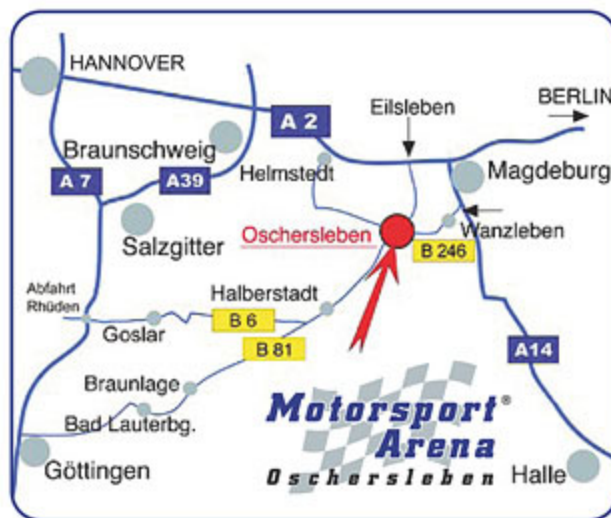 HANNOVER
A 2
Eilsleben
BERLIN
Braunschweig
Helmstedt
Magdeburg
A 7
A39
Salzgitter
Oschersleben
Wanzleben
B 246
Abfahrt
Rhüden
Halberstadt
Goslar
B 6
B 81
A14
Braunlage
Bad Lauterbg.
Göttingen
Motorsport®
Arena
Oschersleben
Halle